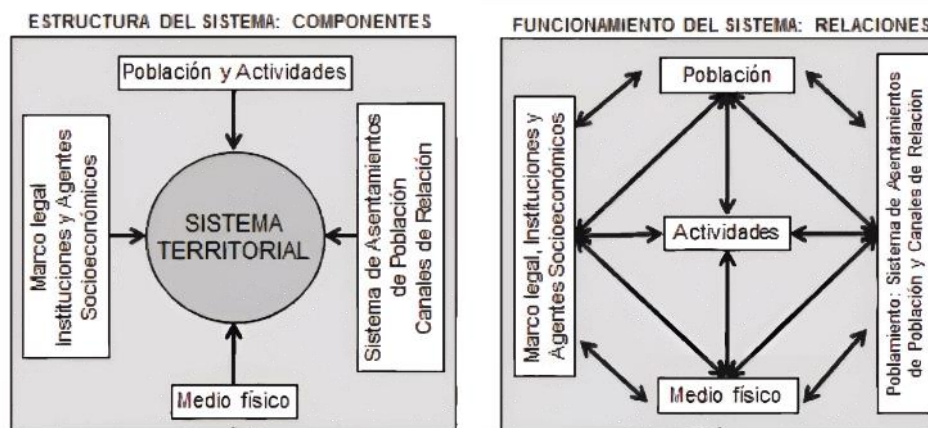 ESTRUCTURA DEL SISTEMA: COMPONENTES
Población y Actividades
Marco legal
Instituciones y Agentes
Socioeconómicos
SISTEMA
TERRITORIAL
Sistema de Asentamientos
de Población
Canales de Relación
Medio físico
FUNCIONAMIENTO DEL SISTEMA: RELACIONES
Población
Marco legal, Instituciones y
Agentes Socioeconómicos
Actividades
Poblamiento: Sistema de Asentamientos
de Población y Canales de Relación
Medio físico